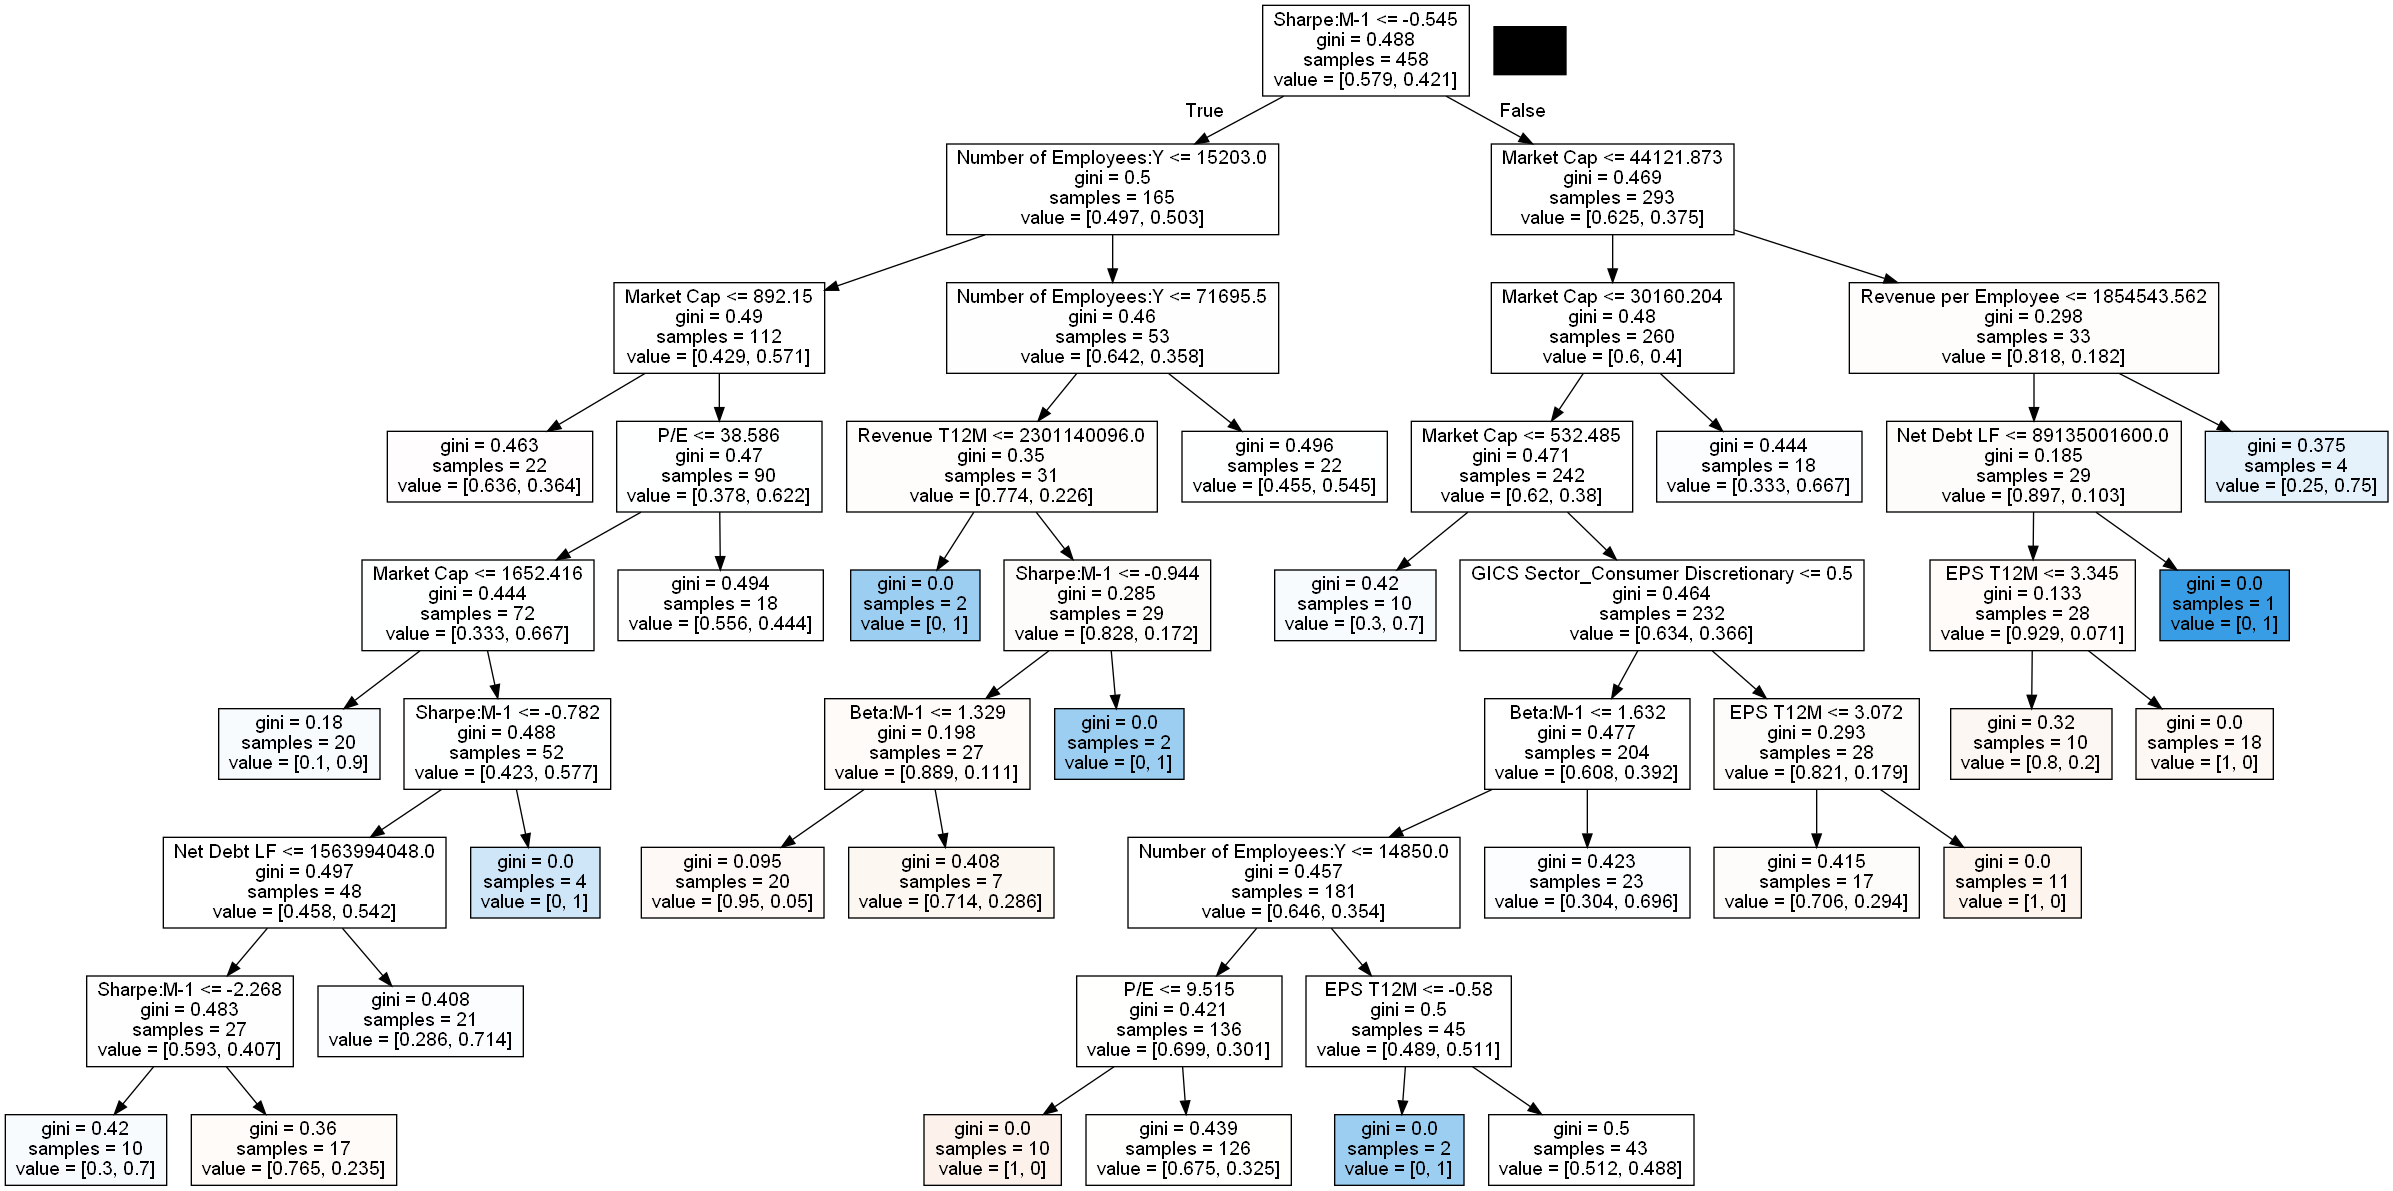 Sharpe:M-1 <= -0.545
gini = 0.488
samples = 458
value = [0.579, 0.421]
True
False
Number of Employees:Y <= 15203.0
gini = 0.5
samples = 165
value = [0.497, 0.503]
Market Cap <= 44121.873
gini = 0.469
samples = 293
value = [0.625, 0.375]
Market Cap <= 892.15
gini = 0.49
samples = 112
value = [0.429, 0.571]
Number of Employees:Y <= 71695.5
gini = 0.46
samples = 53
value = [0.642, 0.358]
Market Cap <= 30160.204
gini = 0.48
samples = 260
value = [0.6, 0.4]
Revenue per Employee <= 1854543.562
gini = 0.298
samples = 33
value = [0.818, 0.182]
gini = 0.463
samples = 22
value = [0.636, 0.364]
P/E <= 38.586
gini = 0.47
samples = 90
value = [0.378, 0.622]
Revenue T12M <= 2301140096.0
gini = 0.35
samples = 31
value = [0.774, 0.226]
gini = 0.496
samples = 22
value = [0.455, 0.545]
Market Cap <= 532.485
gini = 0.471
samples = 242
value = [0.62, 0.38]
gini = 0.444
samples = 18
value = [0.333, 0.667]
Net Debt LF <= 89135001600.0
gini = 0.185
samples = 29
value = [0.897, 0.103]
gini = 0.375
samples = 4
value = [0.25, 0.75]
Market Cap <= 1652.416
gini = 0.444
samples = 72
value = [0.333, 0.667]
gini = 0.494
samples = 18
value = [0.556, 0.444]
gini = 0.0
samples = 2
value = [0, 1]
Sharpe:M-1 <= -0.944
gini = 0.285
samples = 29
value = [0.828, 0.172]
gini = 0.42
samples = 10
value = [0.3, 0.7]
GICS Sector_Consumer Discretionary <= 0.5
gini = 0.464
samples = 232
value = [0.634, 0.366]
EPS T12M <= 3.345
gini = 0.133
samples = 28
value = [0.929, 0.071]
gini = 0.0
samples = 1
value = [0, 1]
gini = 0.18
samples = 20
value = [0.1, 0.9]
Sharpe:M-1 <= -0.782
gini = 0.488
samples = 52
value = [0.423, 0.577]
Beta:M-1 <= 1.329
gini = 0.198
samples = 27
value = [0.889, 0.111]
gini = 0.0
samples = 2
value = [0, 1]
Beta:M-1 <= 1.632
gini = 0.477
samples = 204
value = [0.608, 0.392]
EPS T12M <= 3.072
gini = 0.293
samples = 28
value = [0.821, 0.179]
gini = 0.32
samples = 10
value = [0.8, 0.2]
gini = 0.0
samples = 18
value = [1, 0]
Net Debt LF <= 1563994048.0
gini = 0.497
samples = 48
value = [0.458, 0.542]
gini = 0.0
samples = 4
value = [0, 1]
gini = 0.095
samples = 20
value = [0.95, 0.05]
gini = 0.408
samples = 7
value = [0.714, 0.286]
Number of Employees:Y <= 14850.0
gini = 0.457
samples = 181
value = [0.646, 0.354]
gini = 0.423
samples = 23
value = [0.304, 0.696]
gini = 0.415
samples = 17
value = [0.706, 0.294]
gini = 0.0
samples = 11
value = [1, 0]
Sharpe:M-1 <= -2.268
gini = 0.483
samples = 27
value = [0.593, 0.407]
gini = 0.408
samples = 21
value = [0.286, 0.714]
P/E <= 9.515
gini = 0.421
samples = 136
value = [0.699, 0.301]
EPS T12M <= -0.58
gini = 0.5
samples = 45
value = [0.489, 0.511]
gini = 0.42
samples = 10
value = [0.3, 0.7]
gini = 0.36
samples = 17
value = [0.765, 0.235]
gini = 0.0
samples = 10
value = [1, 0]
gini = 0.439
samples = 126
value = [0.675, 0.325]
gini = 0.0
samples = 2
value = [0, 1]
gini = 0.5
samples = 43
value = [0.512, 0.488]